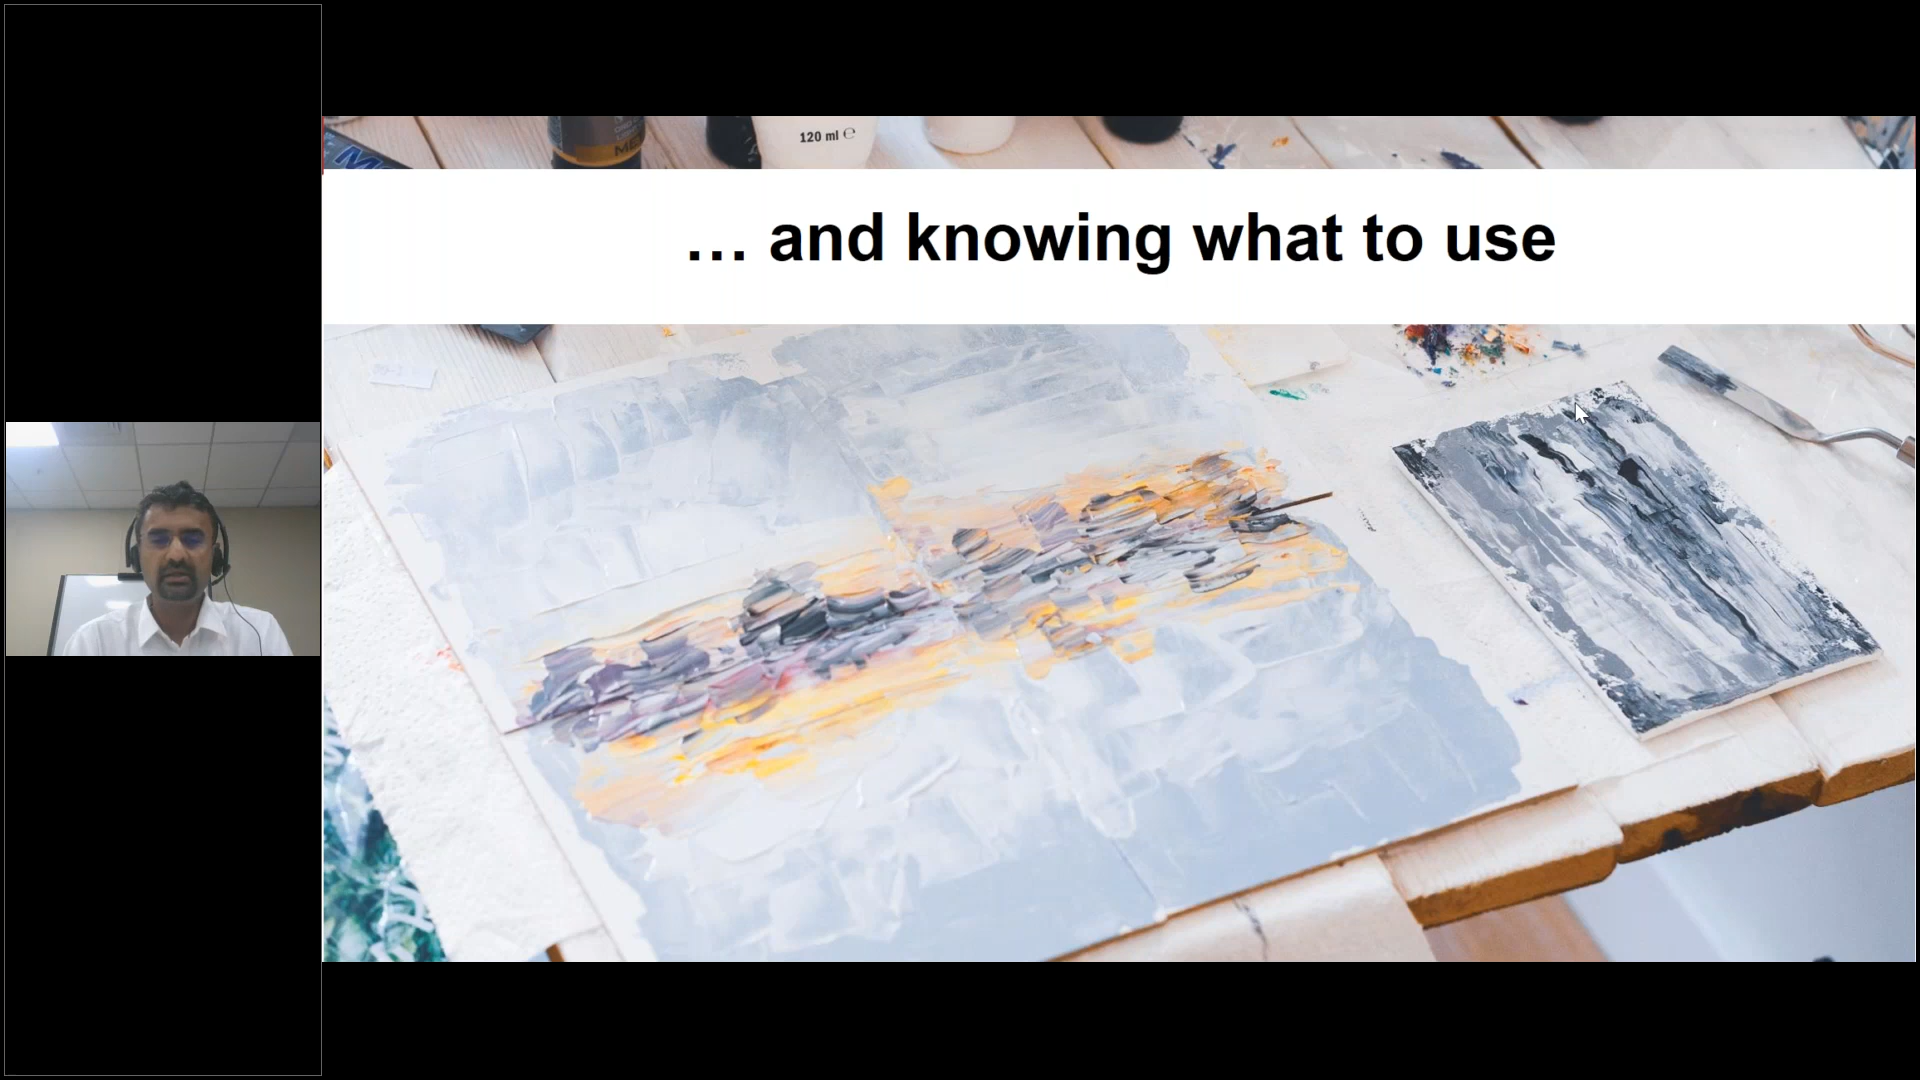 120 ml ℮
… and knowing what to use